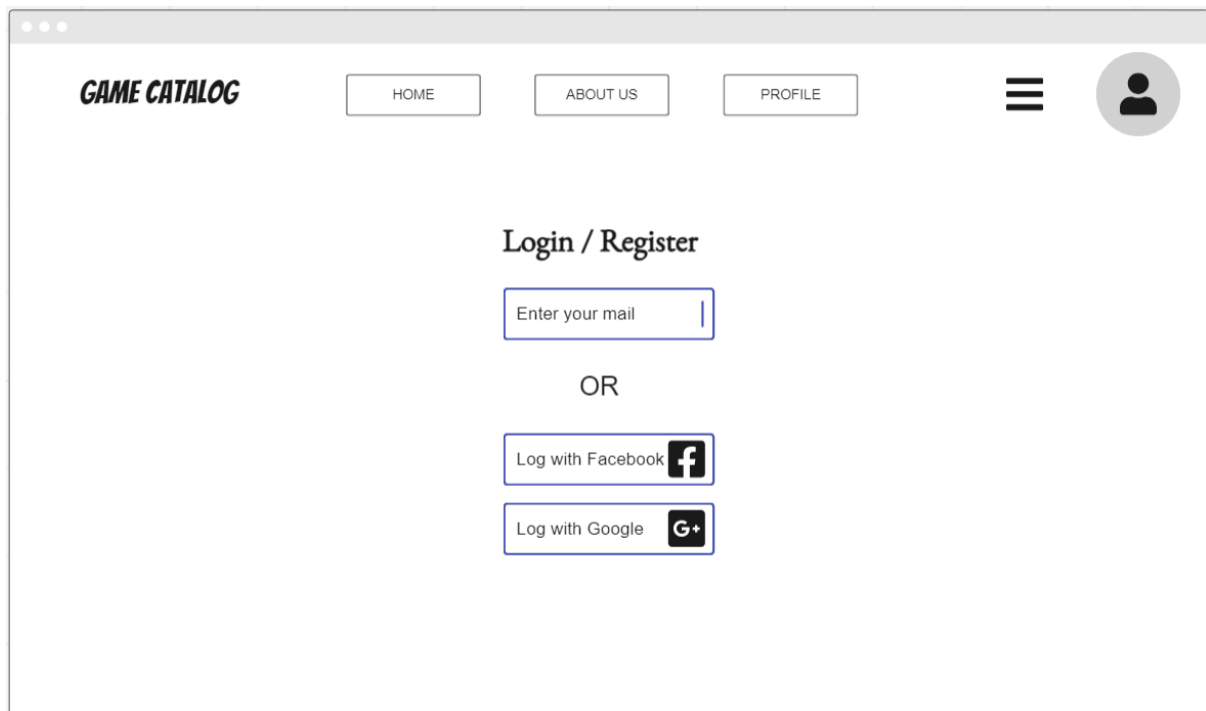 GAME CATALOG
HOME
ABOUT US
PROFILE
Login / Register
Enter your mail
OR
Log with Facebook
Log with Google
G+